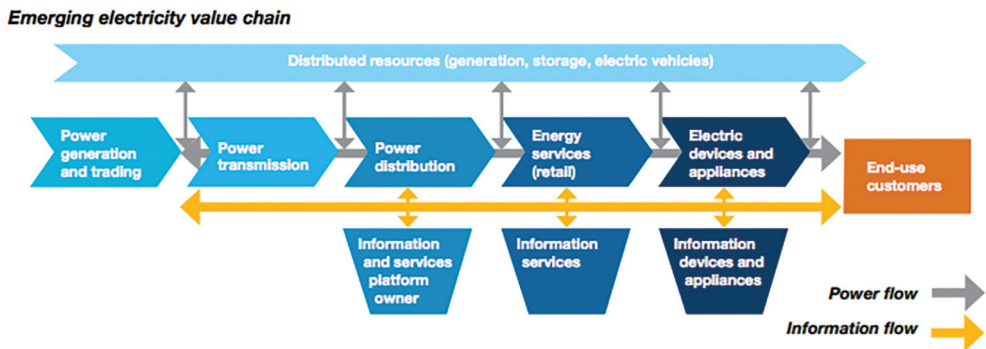 Emerging electricity value chain
Distributed resources (generation, storage, electric vehicles)
Power
generation
and trading
Power
transmission
Power
distribution
Energy
services
(retail)
Electric
devices and
appliances
End-use
customers
Information
and services
platform
owner
Information
services
Information
devices and
appliances
Power flow
Information flow